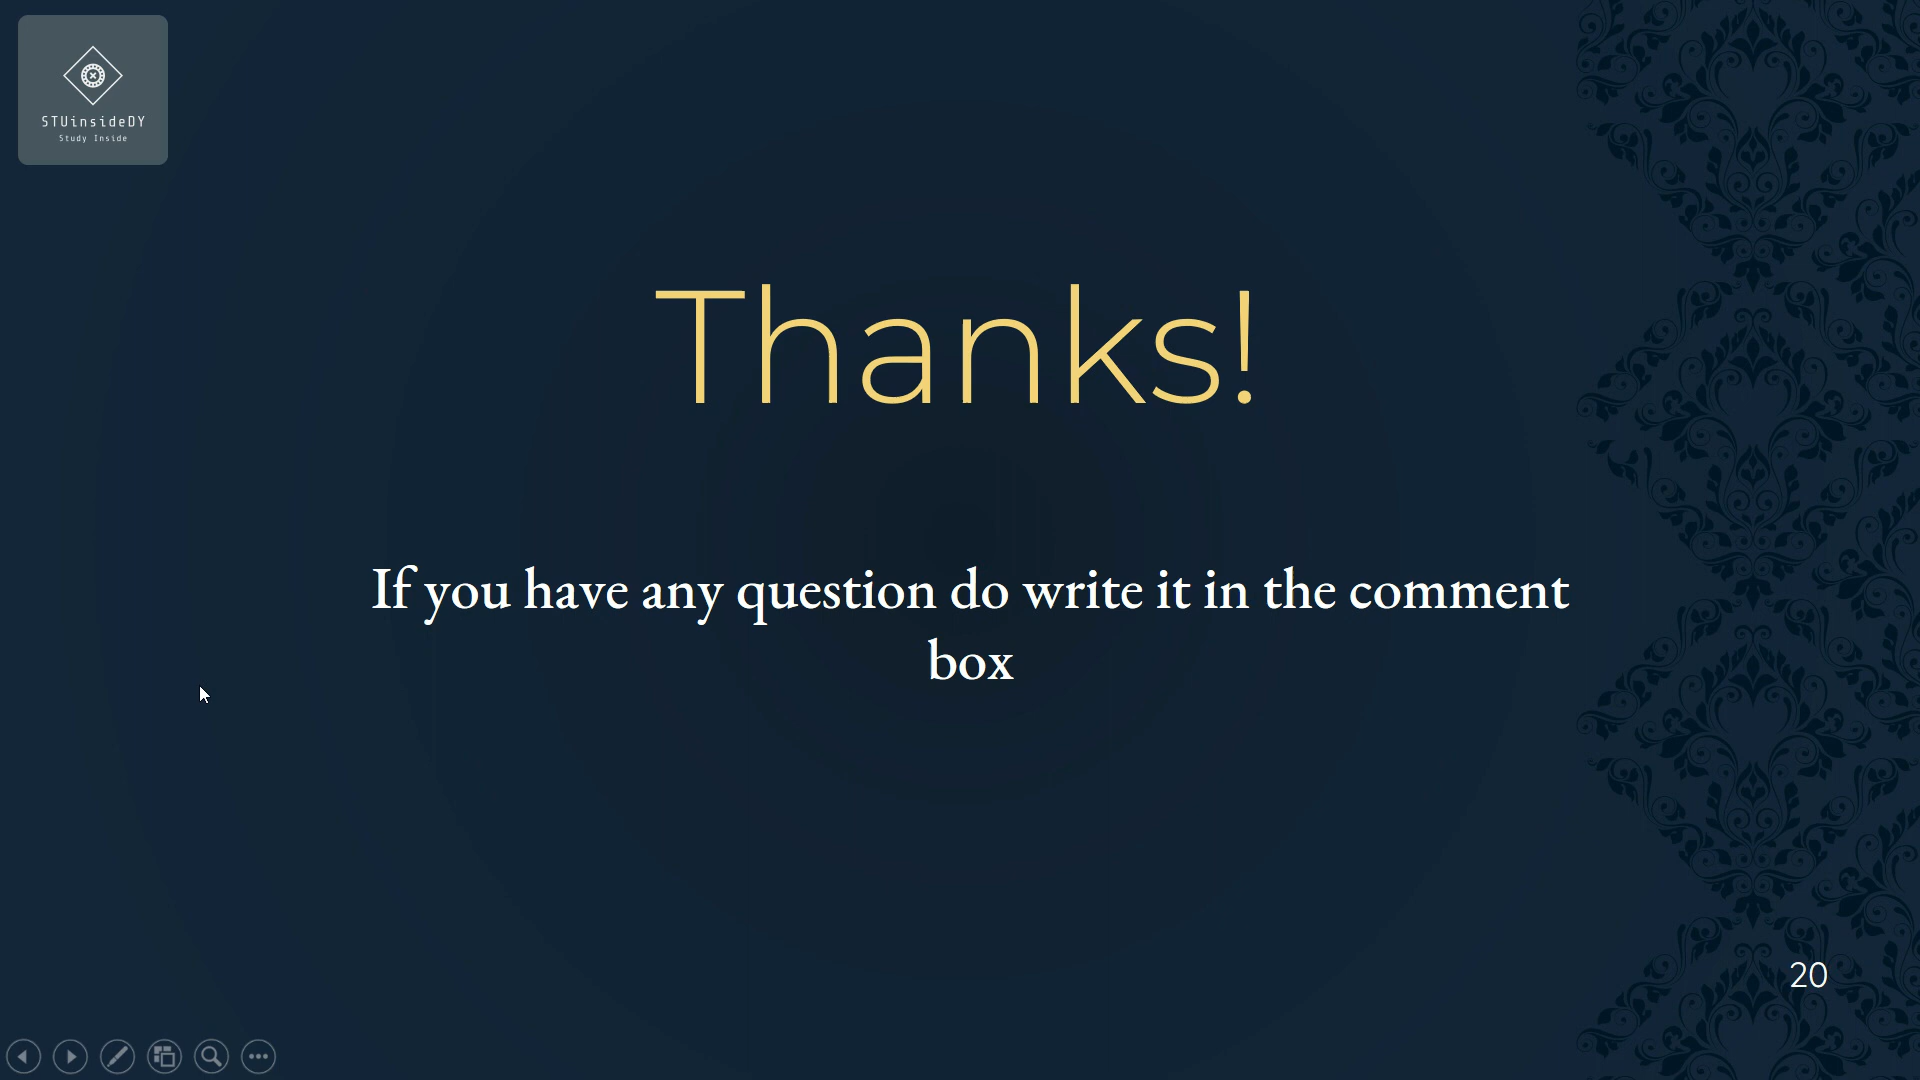 STUinsideDY
Study Inside
Thanks!
If you have any question do write it in the comment
box
20